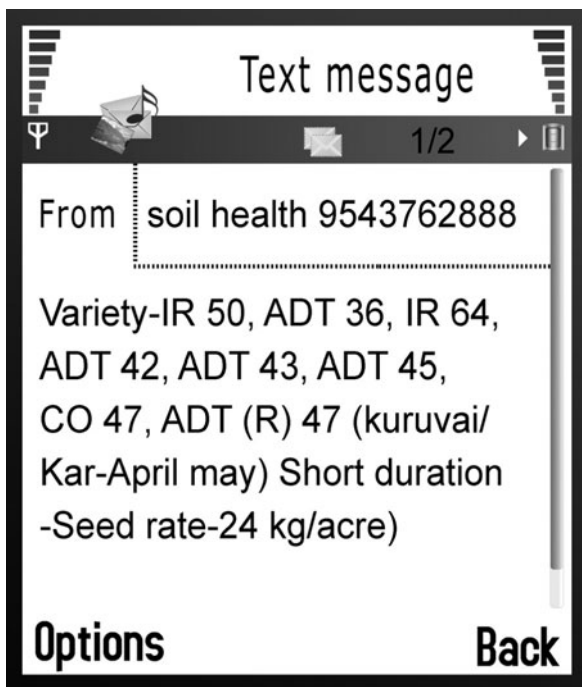 Text message
1/2
From soil health 9543762888
Variety-IR 50, ADT 36, IR 64,
ADT 42, ADT 43, ADT 45,
CO 47, ADT (R) 47 (kuruvai/
Kar-April may) Short duration
-Seed rate-24 kg/acre)
Options Back